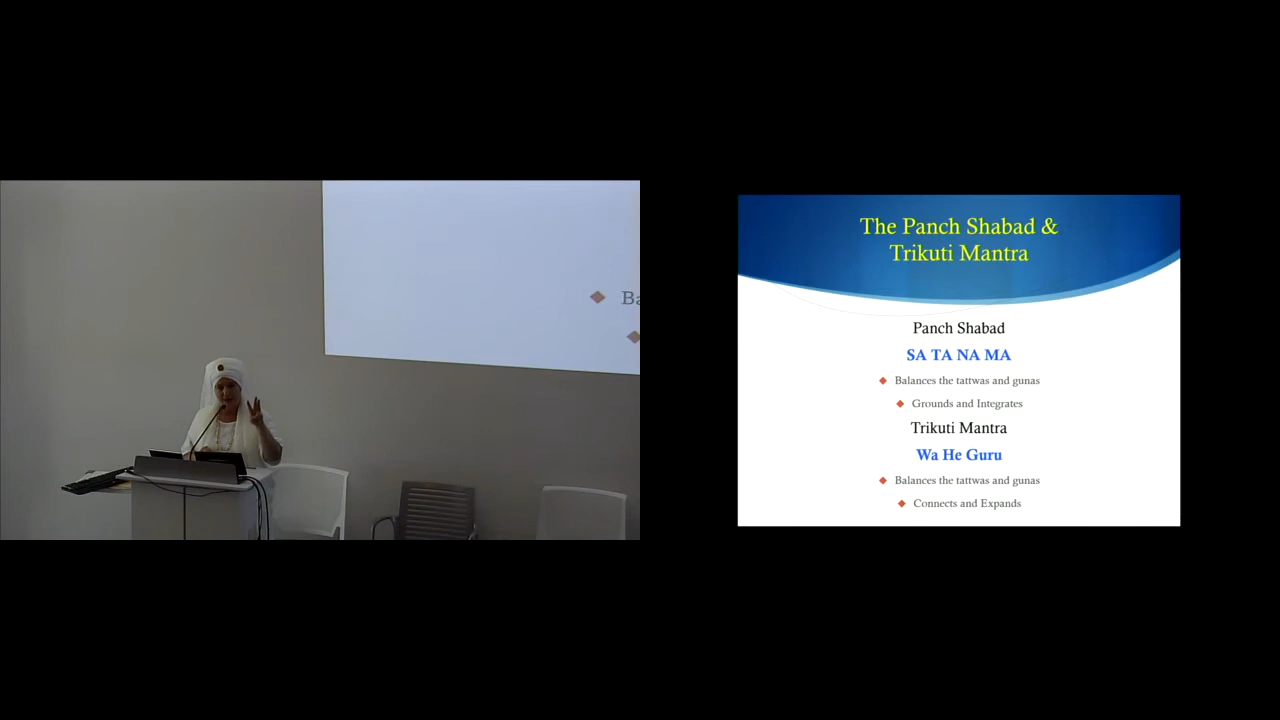 Ba
The Panch Shabad &
Trikuti Mantra
Panch Shabad
SA TA NA MA
Balances the tattwas and gunas
Grounds and Integrates
Trikuti Mantra
Wa He Guru
Balances the tattwas and gunas
Connects and Expands